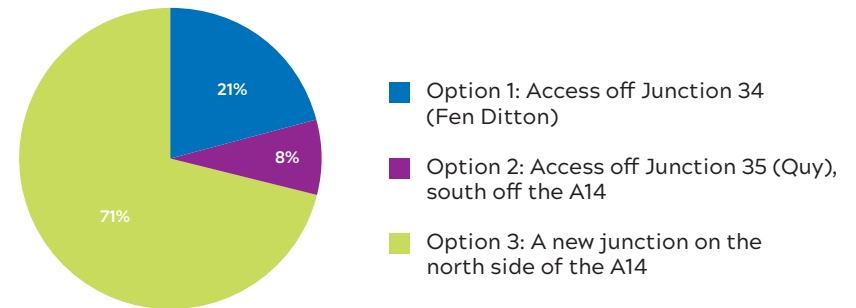 21%
8%
71%
Option 1: Access off Junction 34
(Fen Ditton)
Option 2: Access off Junction 35 (Quy),
south off the A14
Option 3: A new junction on the
north side of the A14